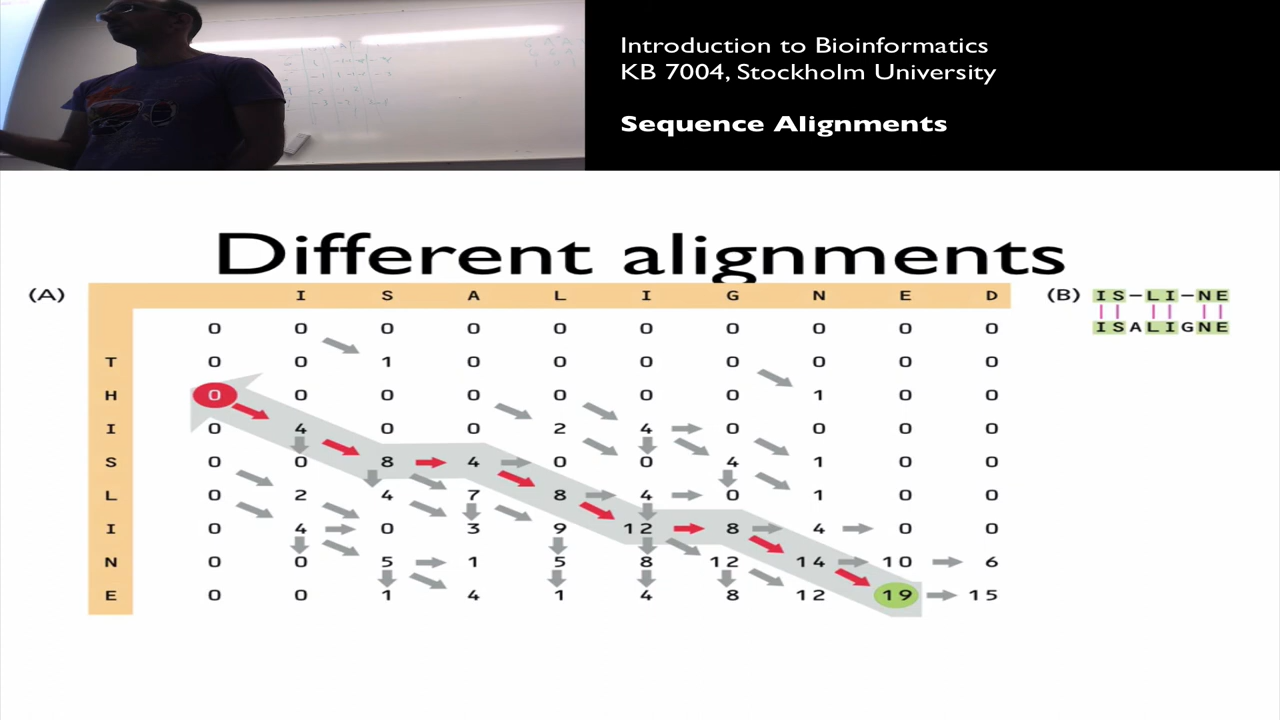 Introduction to Bioinformatics
KB 7004, Stockholm University
Sequence Alignments
Different alignments
(A) I S A L I G N E D
0 0 0 0 0 0 0 0 0 0
T 0 0 1 0 0 0 0 0 0 0
H 0 0 0 0 0 0 0 1 0 0
I 0 4 0 0 2 4 0 0 0 0
S 0 0 8 4 0 0 4 1 0 0
L 0 2 4 7 8 4 0 1 0 0
I 0 4 0 3 9 12 8 4 0 0
N 0 0 5 1 5 8 12 14 10 6
E 0 0 1 4 1 4 8 12 19 15
(B) IS-LI-NE
ISALIGNE